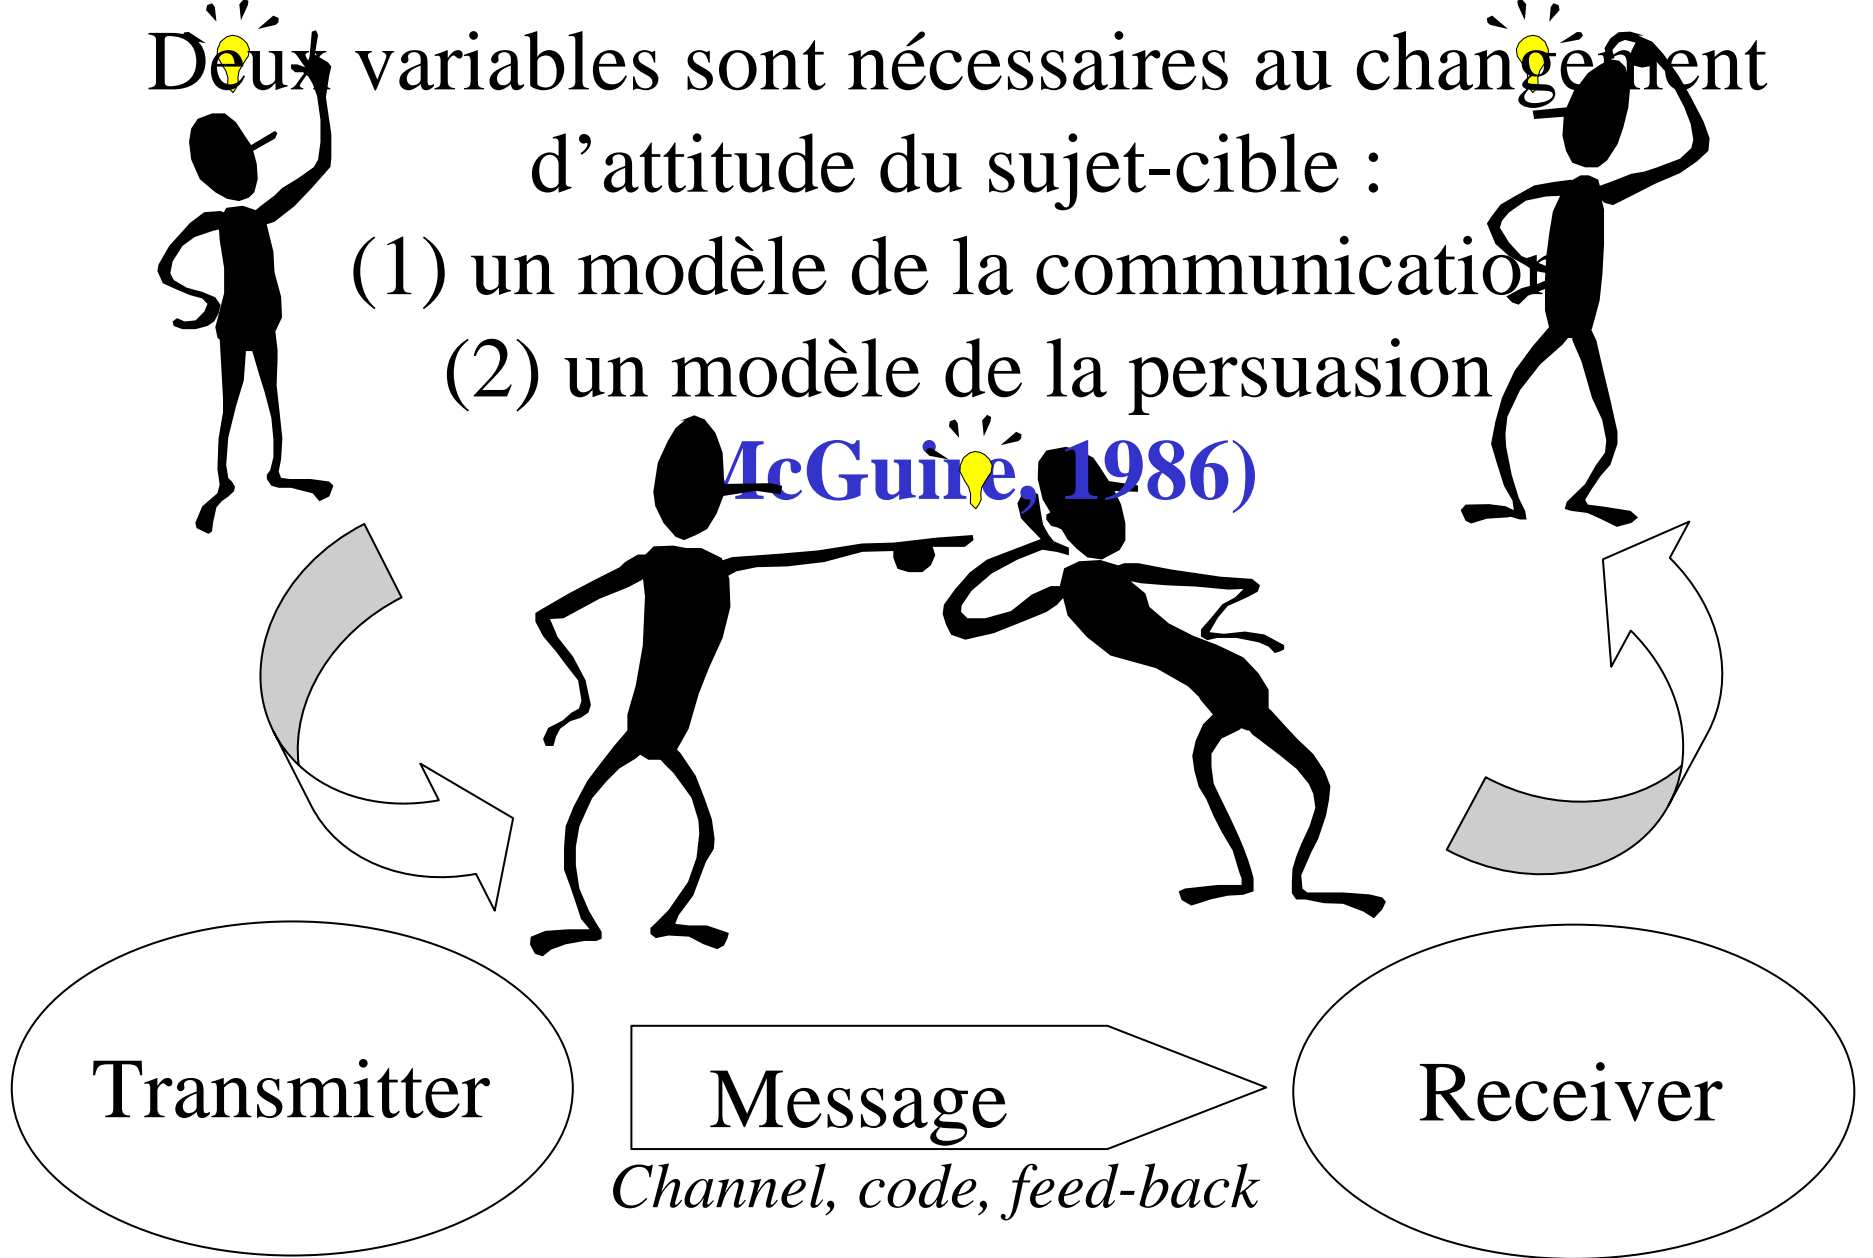 Deux variables sont nécessaires au changement
d’attitude du sujet-cible :
(1) un modèle de la communication
(2) un modèle de la persuasion
McGuire, 1986)
Transmitter
Message
Receiver
Channel, code, feed-back